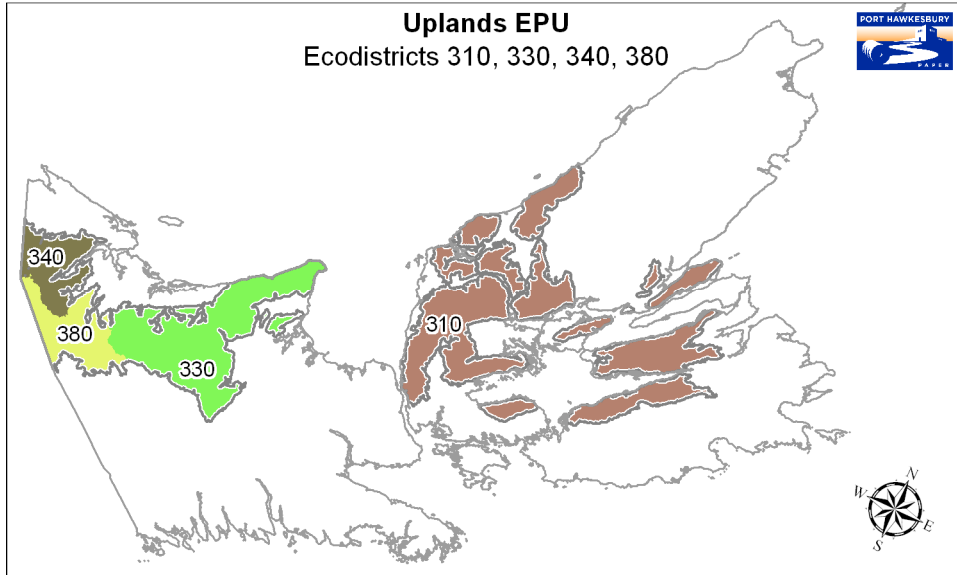 Uplands EPU
Ecodistricts 310, 330, 340, 380
PORT HAWKESBURY
PAPER
340
380
330
310
N
W
E
S